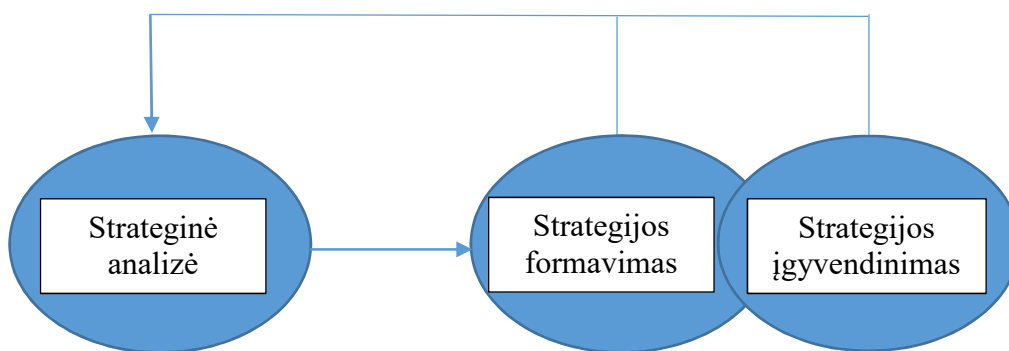 Strateginė
analizė
Strategijos
formavimas
Strategijos
įgyvendinimas